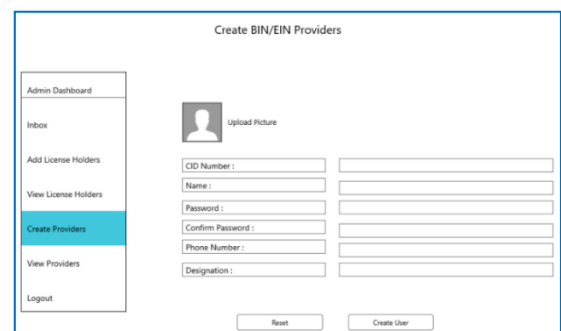 Create BIN/EIN Providers
Admin Dashboard
Inbox
Add License Holders
View License Holders
Create Providers
View Providers
Logout
Upload Picture
CID Number :
Name :
Password :
Confirm Password :
Phone Number :
Designation :
Reset
Create User